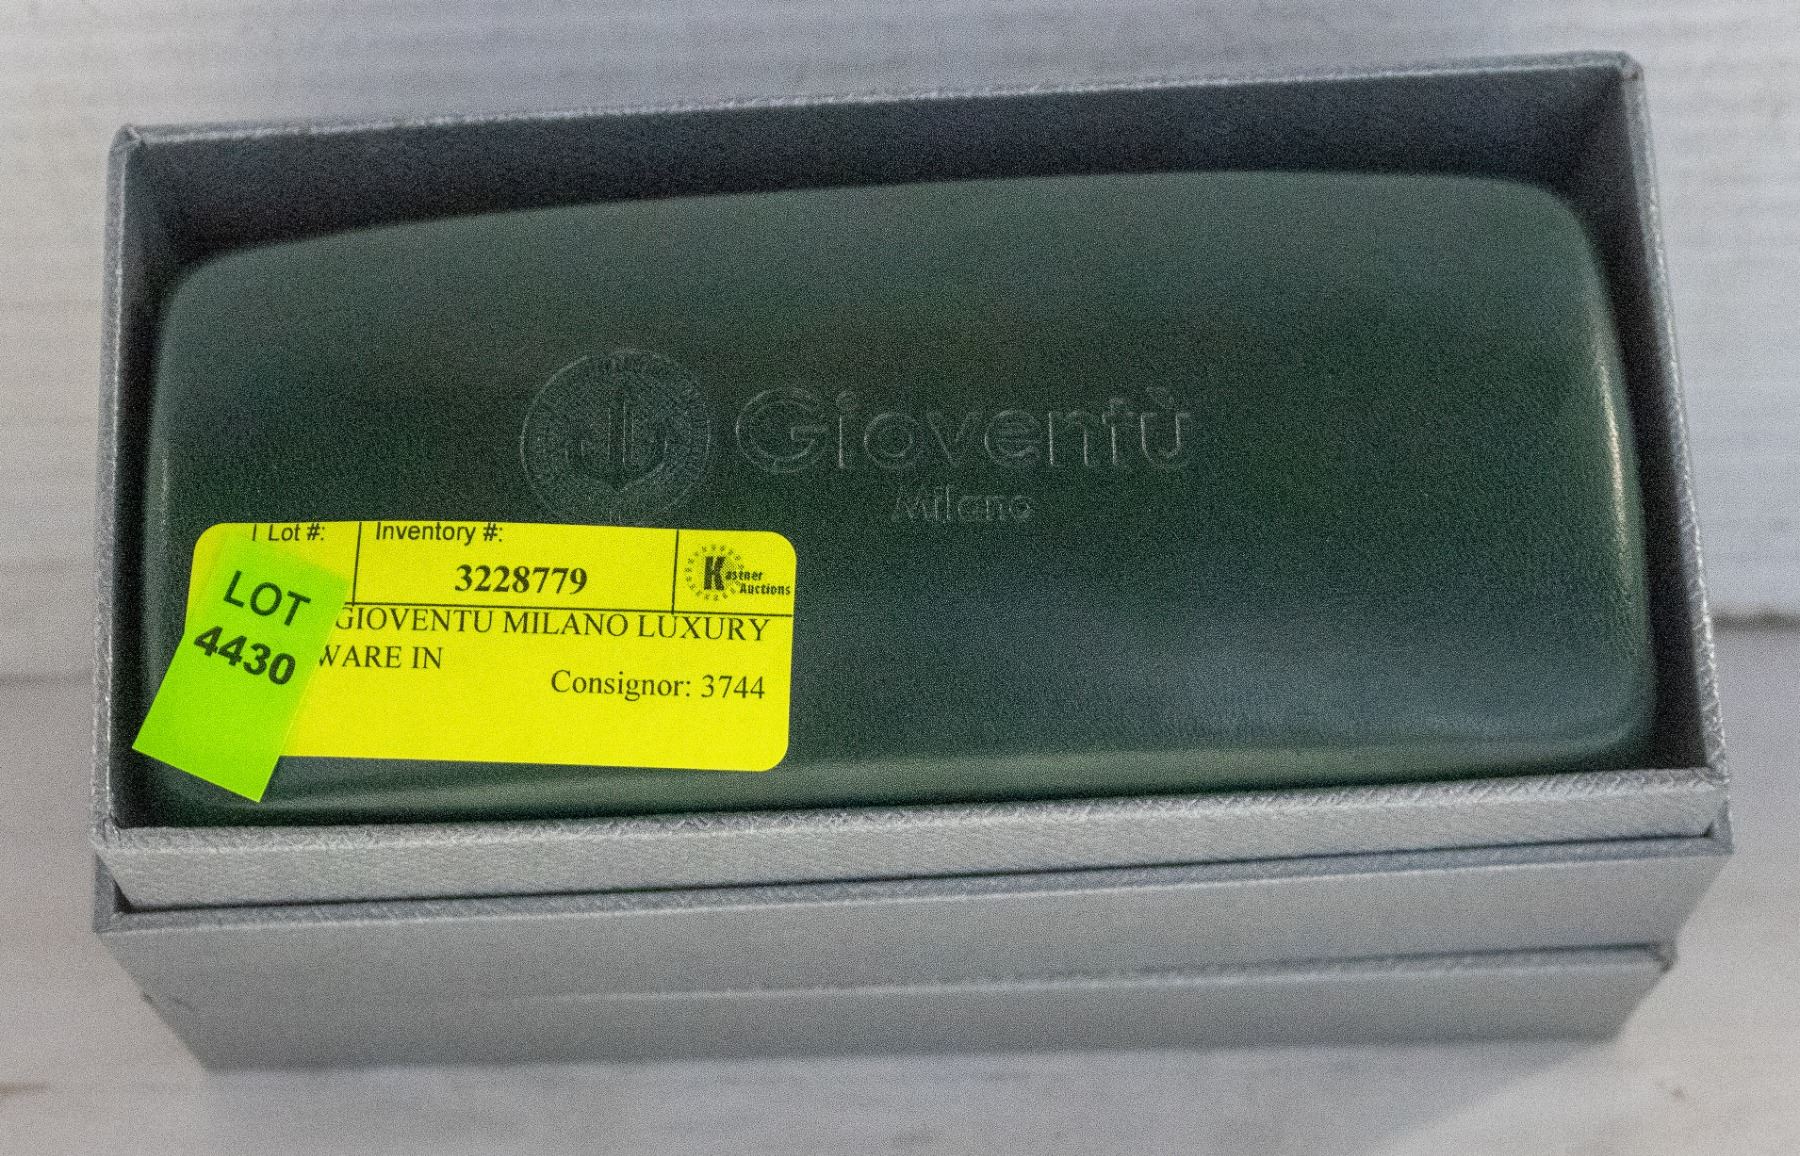 Gioventù
Milano
Lot #:
Inventory #:
3228779
Kastner
Auctions
LOT
4430
GIOVENTU MILANO LUXURY
WARE IN
Consignor: 3744